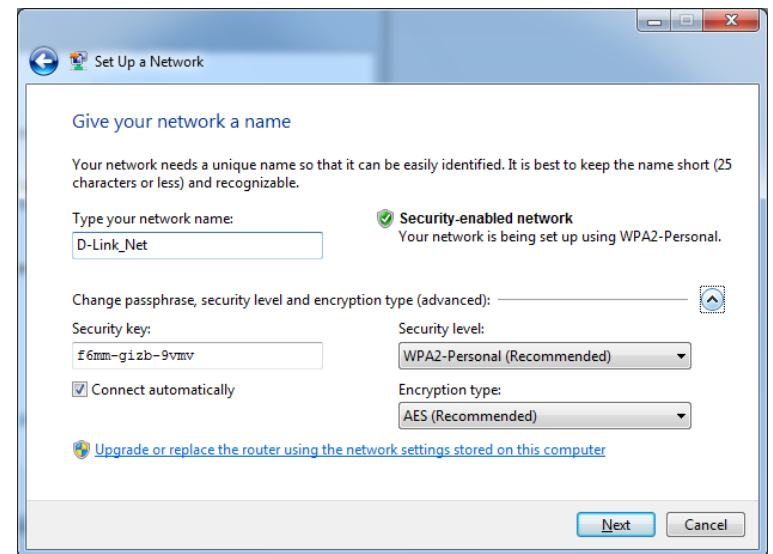 Set Up a Network
Give your network a name
Your network needs a unique name so that it can be easily identified. It is best to keep the name short (25
characters or less) and recognizable.
Type your network name:
D-Link_Net
Security-enabled network
Your network is being set up using WPA2-Personal.
Change passphrase, security level and encryption type (advanced):
Security key:
f6mm-gizb-9vmv
Security level:
WPA2-Personal (Recommended)
Connect automatically
Encryption type:
AES (Recommended)
Upgrade or replace the router using the network settings stored on this computer
Next
Cancel